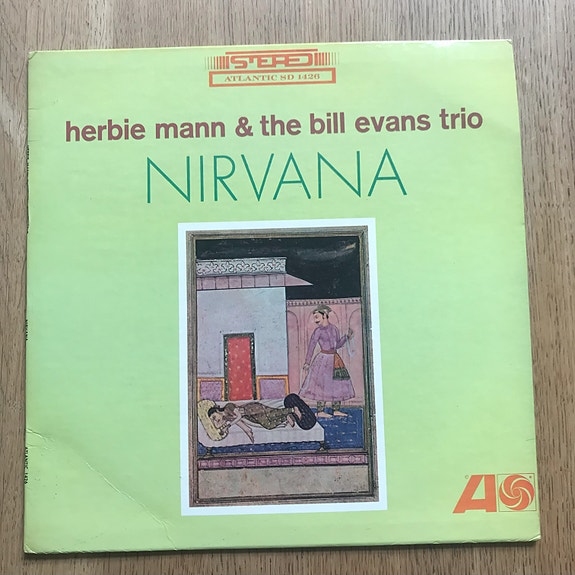 STEREO
ATLANTIC SD 1426
herbie mann & the bill evans trio
NIRVANA
A